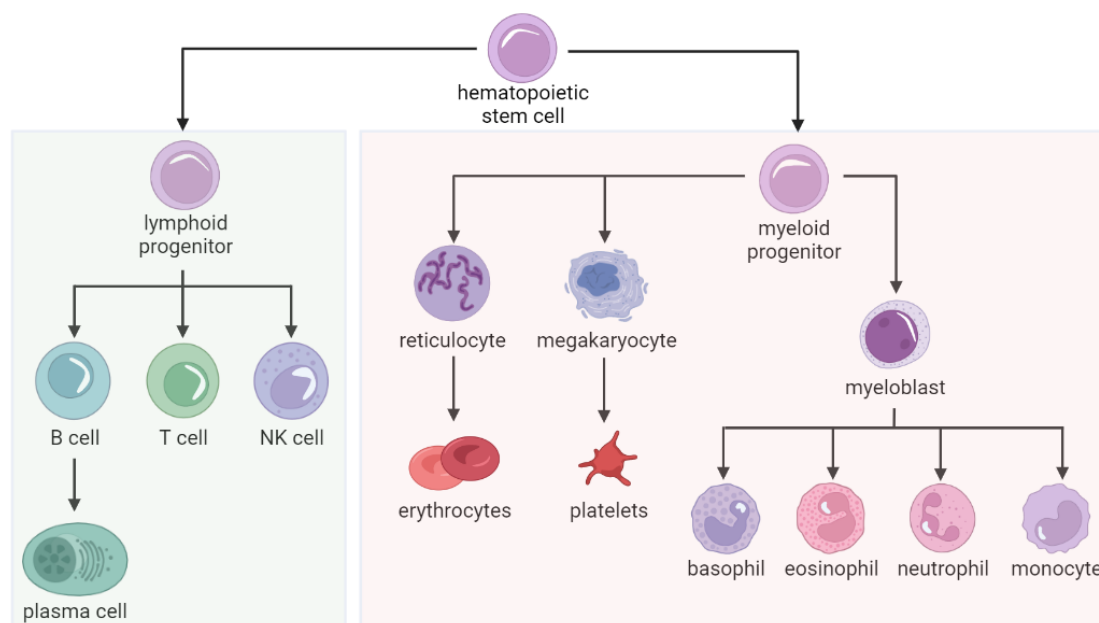 hematopoietic
stem cell
lymphoid
progenitor
myeloid
progenitor
reticulocyte
megakaryocyte
myeloblast
B cell
T cell
NK cell
erythrocytes
platelets
basophil
eosinophil
neutrophil
monocyte
plasma cell